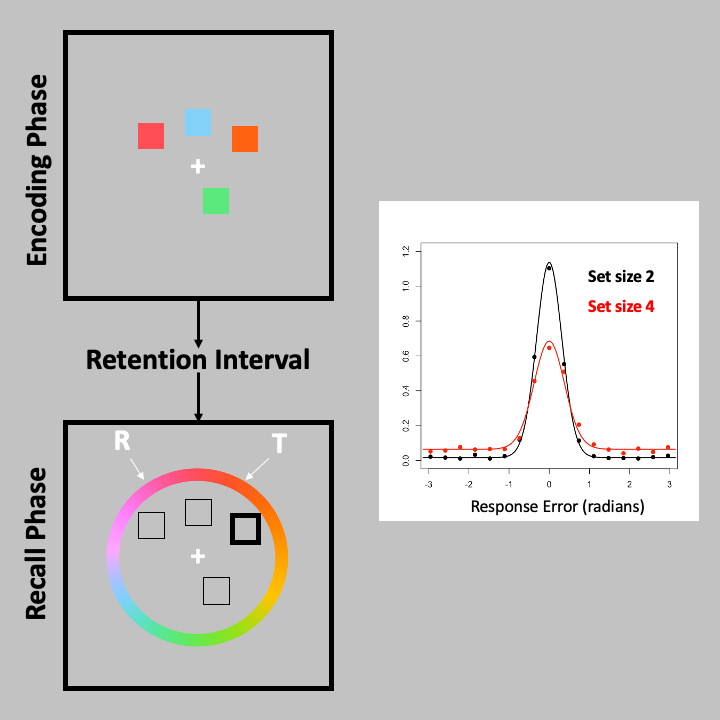 Encoding Phase
+
Retention Interval
Recall Phase
R
T
+
Set size 2
Set size 4
1.2
1.0
0.8
0.6
0.4
0.2
0.0
-3 -2 -1 0 1 2 3
Response Error (radians)